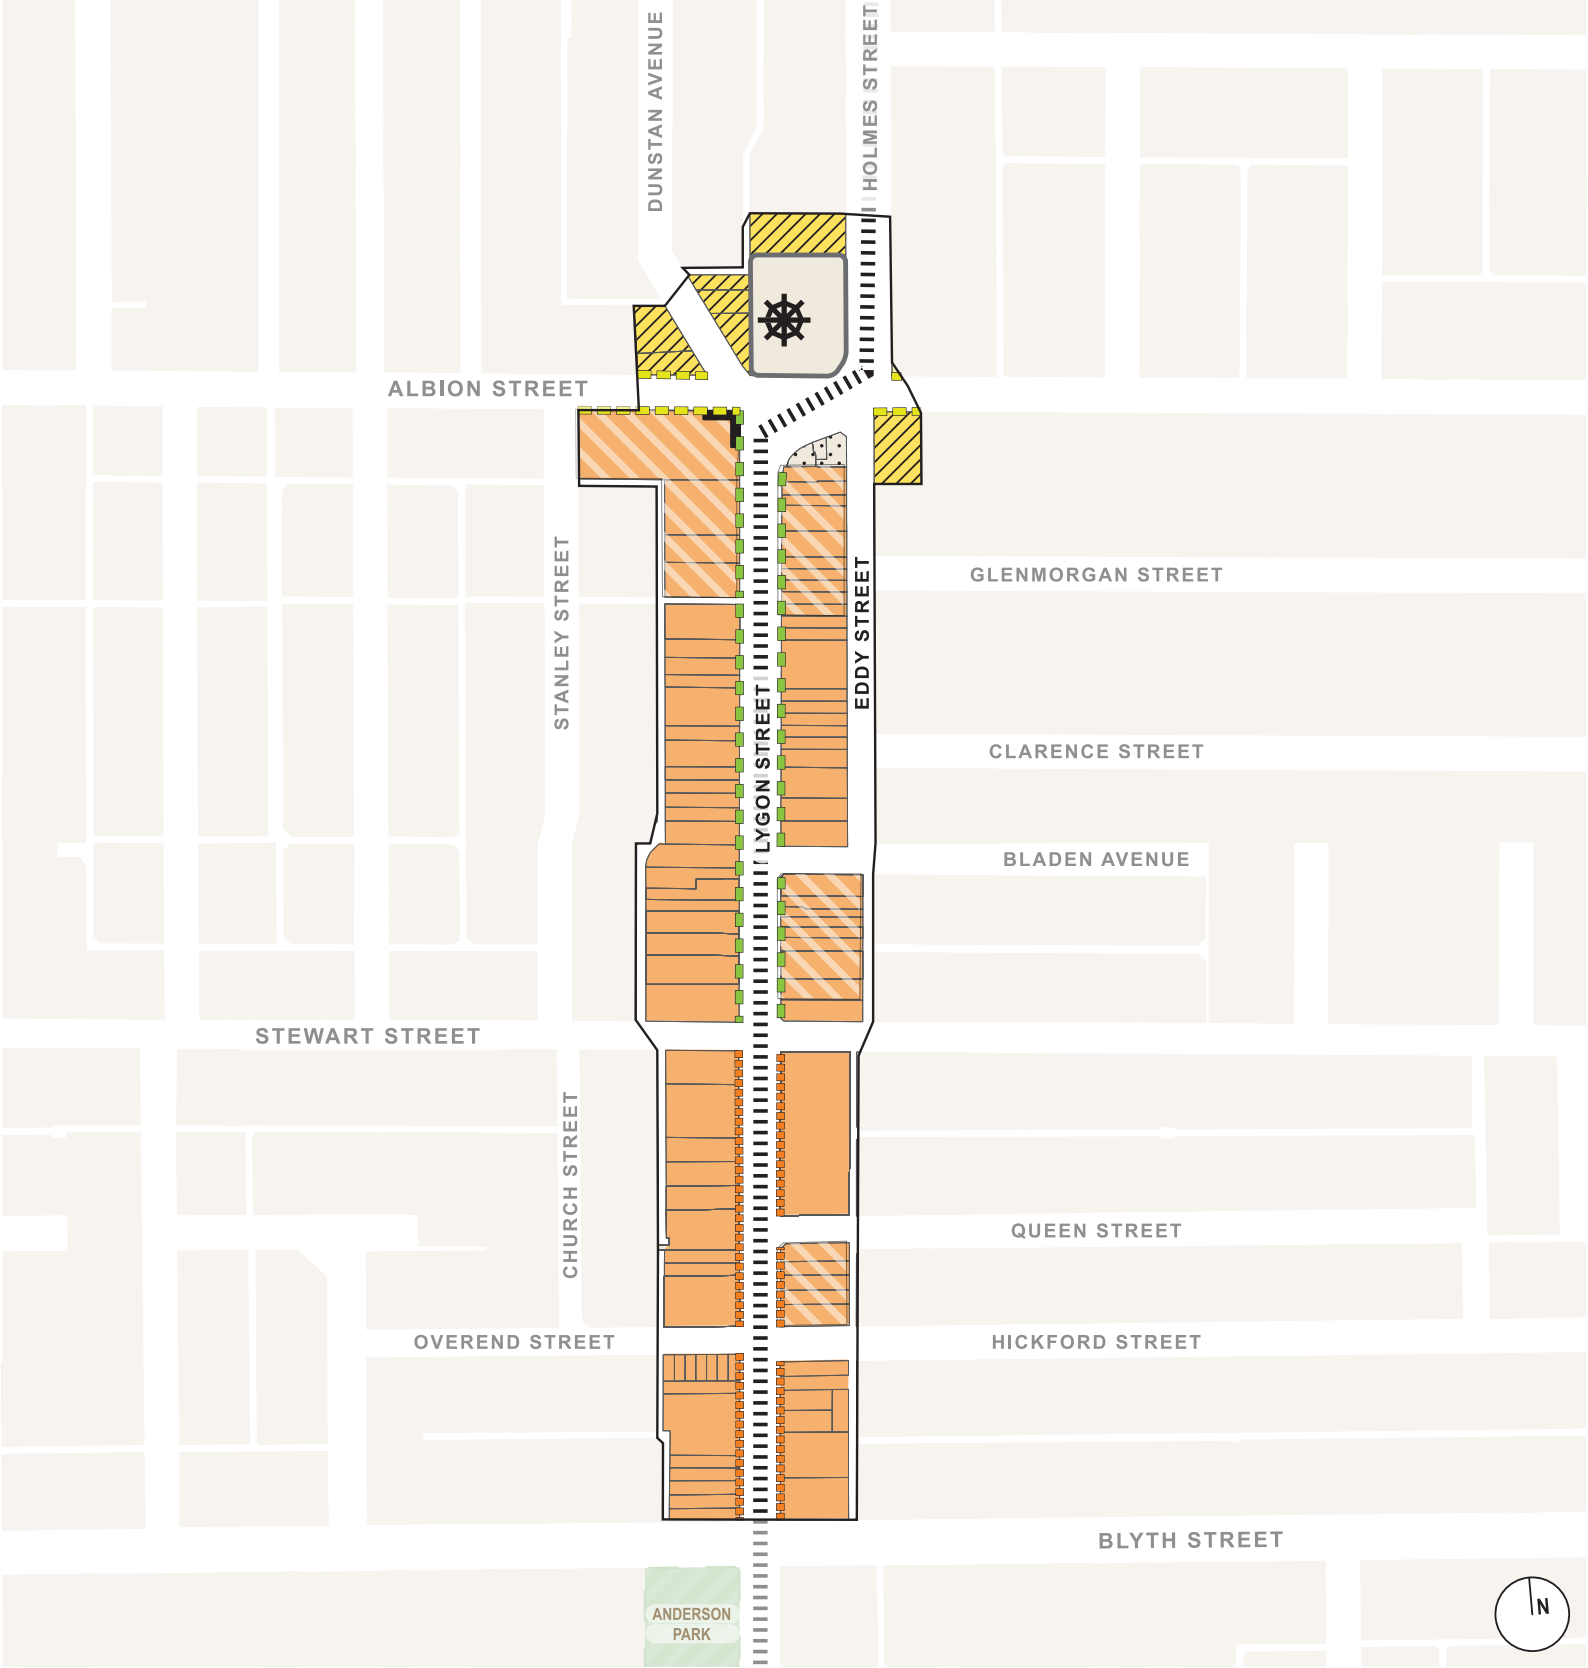 DUNSTAN AVENUE
HOLMES STREET
ALBION STREET
STANLEY STREET
EDDY STREET
GLENMORGAN STREET
LYGON STREET
CLARENCE STREET
BLADEN AVENUE
STEWART STREET
CHURCH STREET
QUEEN STREET
OVEREND STREET
HICKFORD STREET
BLYTH STREET
ANDERSON
PARK
N